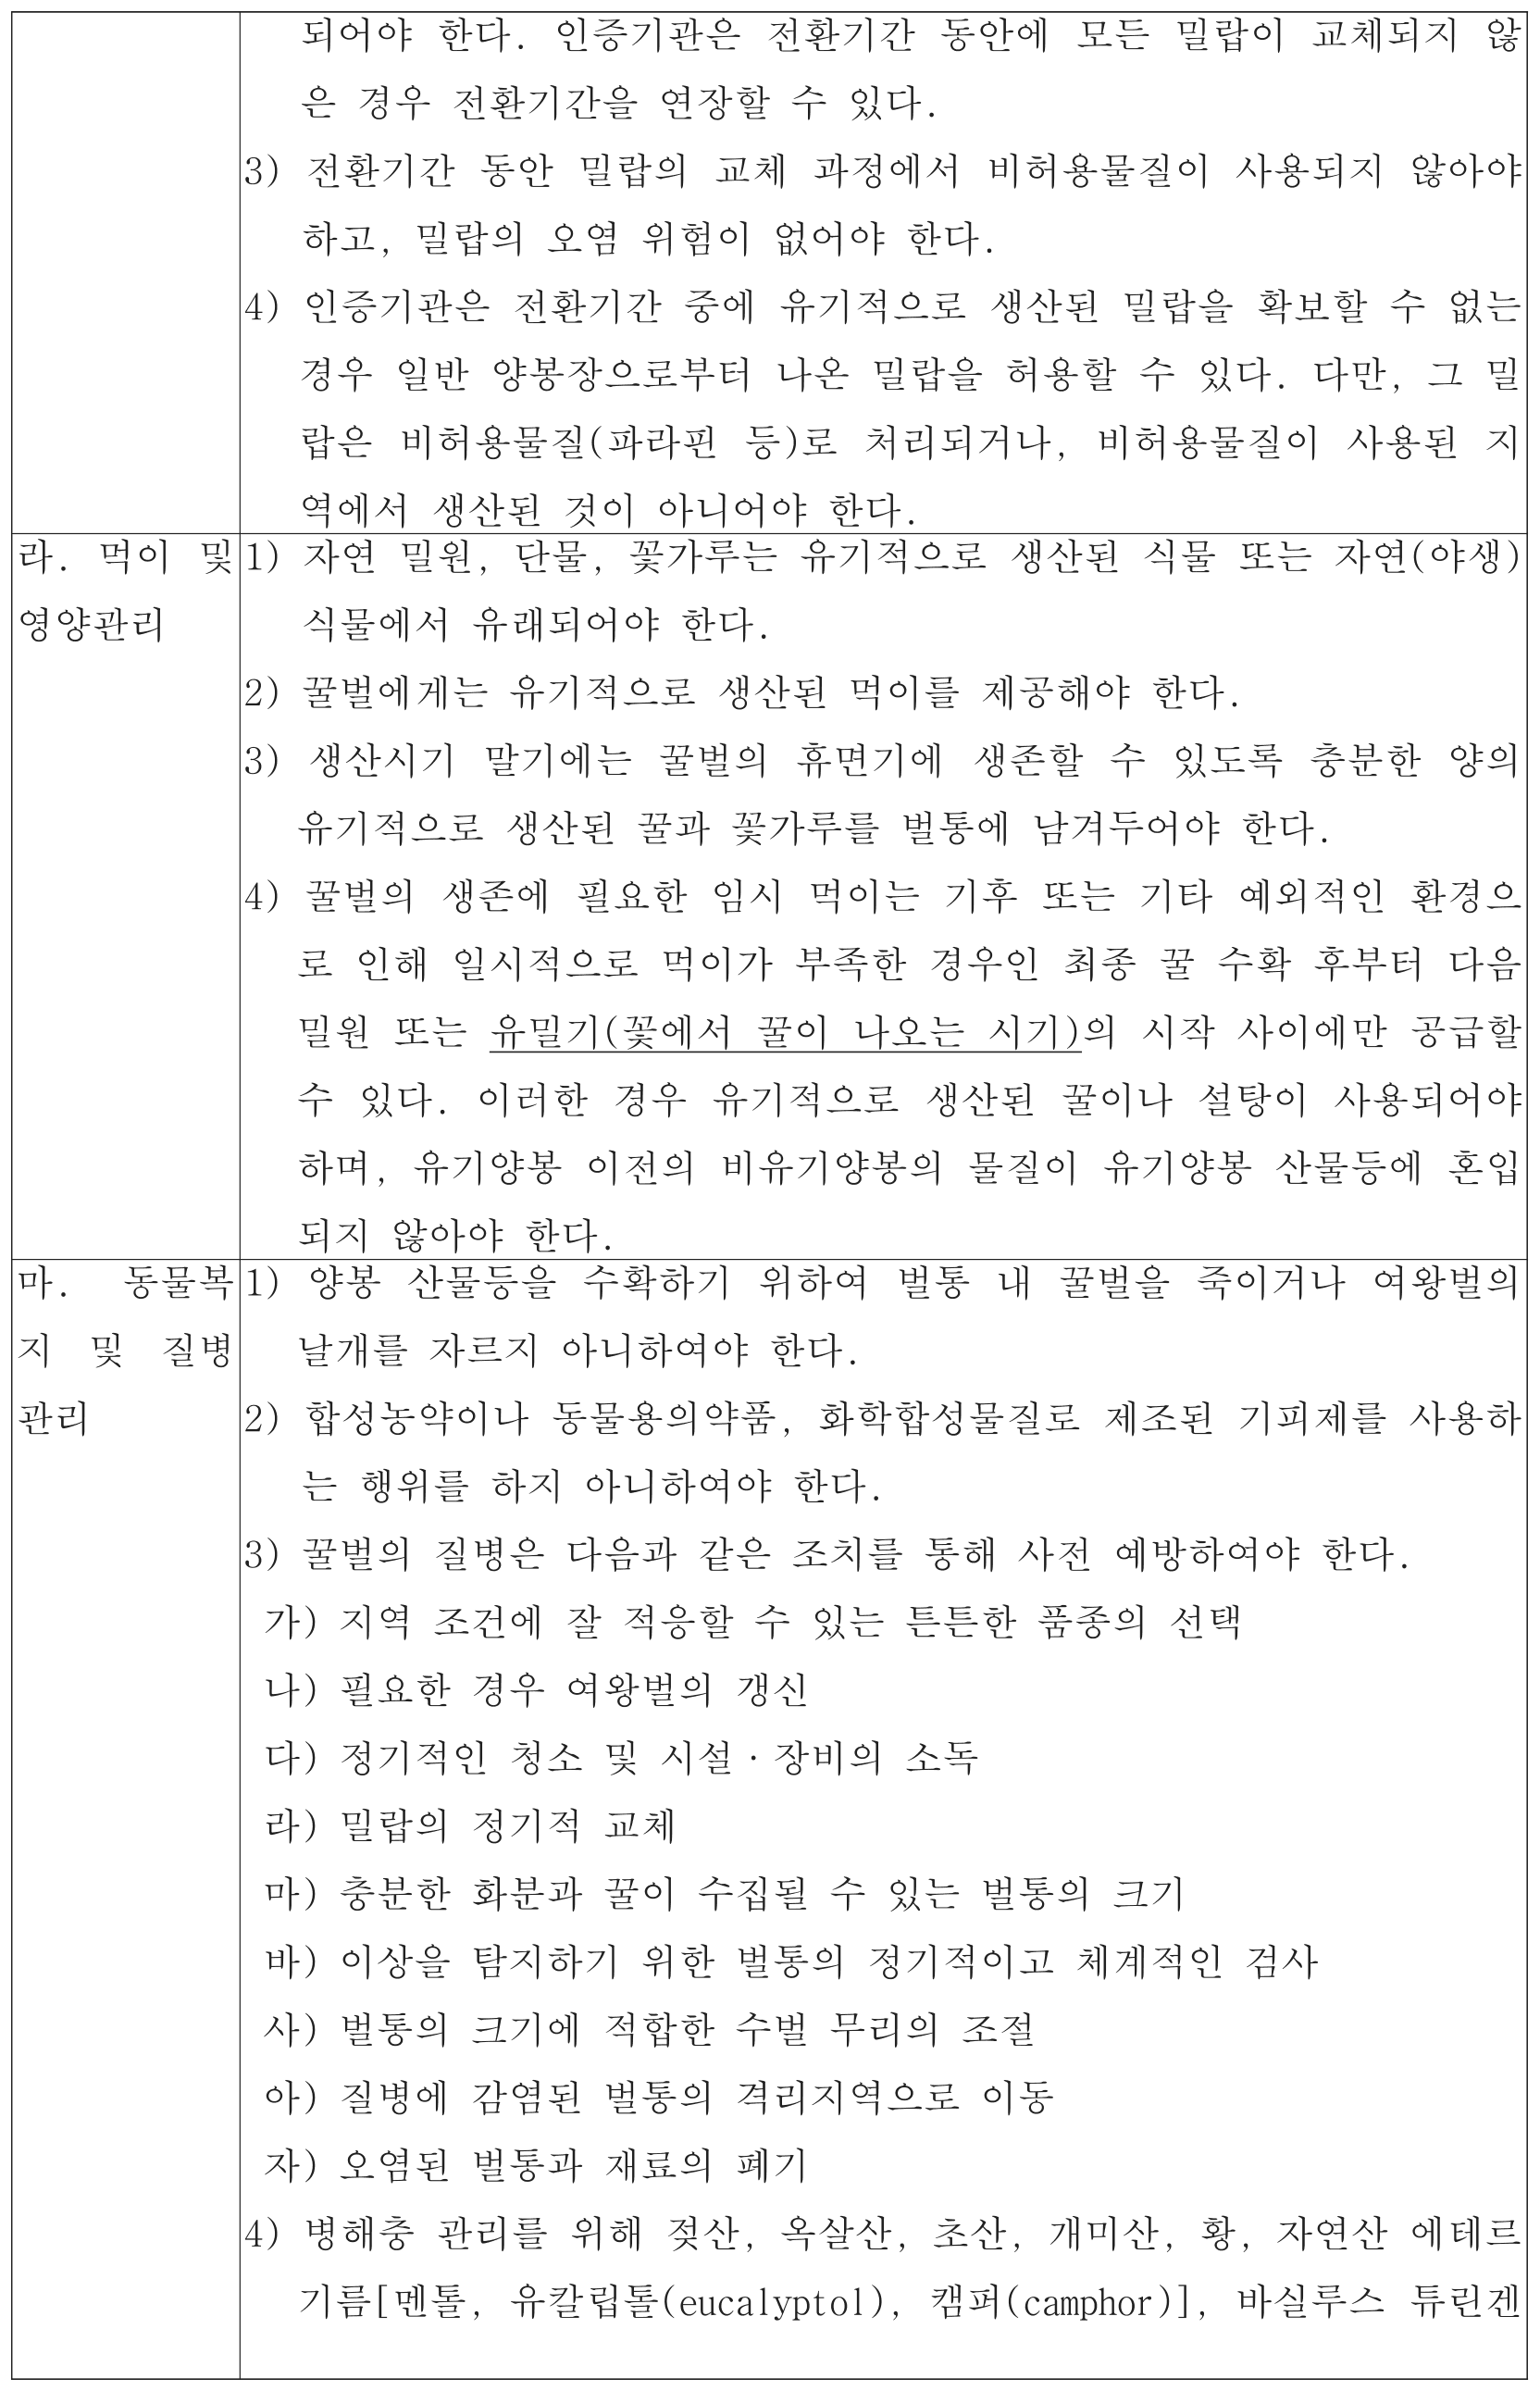 되어야 한다. 인증기관은 전환기간 동안에 모든 밀랍이 교체되지 않
은 경우 전환기간을 연장할 수 있다.
3) 전환기간 동안 밀랍의 교체 과정에서 비허용물질이 사용되지 않아야
하고, 밀랍의 오염 위험이 없어야 한다.
4) 인증기관은 전환기간 중에 유기적으로 생산된 밀랍을 확보할 수 없는
경우 일반 양봉장으로부터 나온 밀랍을 허용할 수 있다. 다만, 그 밀
랍은 비허용물질(파라핀 등)로 처리되거나, 비허용물질이 사용된 지
역에서 생산된 것이 아니어야 한다.
라. 먹이 및
영양관리
1) 자연 밀원, 단물, 꽃가루는 유기적으로 생산된 식물 또는 자연(야생)
식물에서 유래되어야 한다.
2) 꿀벌에게는 유기적으로 생산된 먹이를 제공해야 한다.
3) 생산시기 말기에는 꿀벌의 휴면기에 생존할 수 있도록 충분한 양의
유기적으로 생산된 꿀과 꽃가루를 벌통에 남겨두어야 한다.
4) 꿀벌의 생존에 필요한 임시 먹이는 기후 또는 기타 예외적인 환경으
로 인해 일시적으로 먹이가 부족한 경우인 최종 꿀 수확 후부터 다음
밀원 또는 유밀기(꽃에서 꿀이 나오는 시기)의 시작 사이에만 공급할
수 있다. 이러한 경우 유기적으로 생산된 꿀이나 설탕이 사용되어야
하며, 유기양봉 이전의 비유기양봉의 물질이 유기양봉 산물등에 혼입
되지 않아야 한다.
마. 동물복
지 및 질병
관리
1) 양봉 산물등을 수확하기 위하여 벌통 내 꿀벌을 죽이거나 여왕벌의
날개를 자르지 아니하여야 한다.
2) 합성농약이나 동물용의약품, 화학합성물질로 제조된 기피제를 사용하
는 행위를 하지 아니하여야 한다.
3) 꿀벌의 질병은 다음과 같은 조치를 통해 사전 예방하여야 한다.
가) 지역 조건에 잘 적응할 수 있는 튼튼한 품종의 선택
나) 필요한 경우 여왕벌의 갱신
다) 정기적인 청소 및 시설·장비의 소독
라) 밀랍의 정기적 교체
마) 충분한 화분과 꿀이 수집될 수 있는 벌통의 크기
바) 이상을 탐지하기 위한 벌통의 정기적이고 체계적인 검사
사) 벌통의 크기에 적합한 수벌 무리의 조절
아) 질병에 감염된 벌통의 격리지역으로 이동
자) 오염된 벌통과 재료의 폐기
4) 병해충 관리를 위해 젖산, 옥살산, 초산, 개미산, 황, 자연산 에테르
기름[멘톨, 유칼립톨(eucalyptol), 캠퍼(camphor)], 바실루스 튜린겐